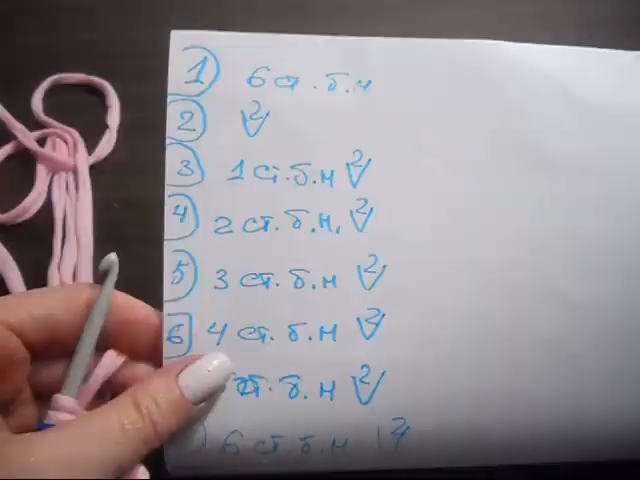 1 6 ст. б.н
2 V2
3 1 ст. б.н V2
4 2 ст. б.н. V2
5 3 ст. б.н V2
6 4 ст. б.н V2
ст. б.н V2
6 ст. б.н V2